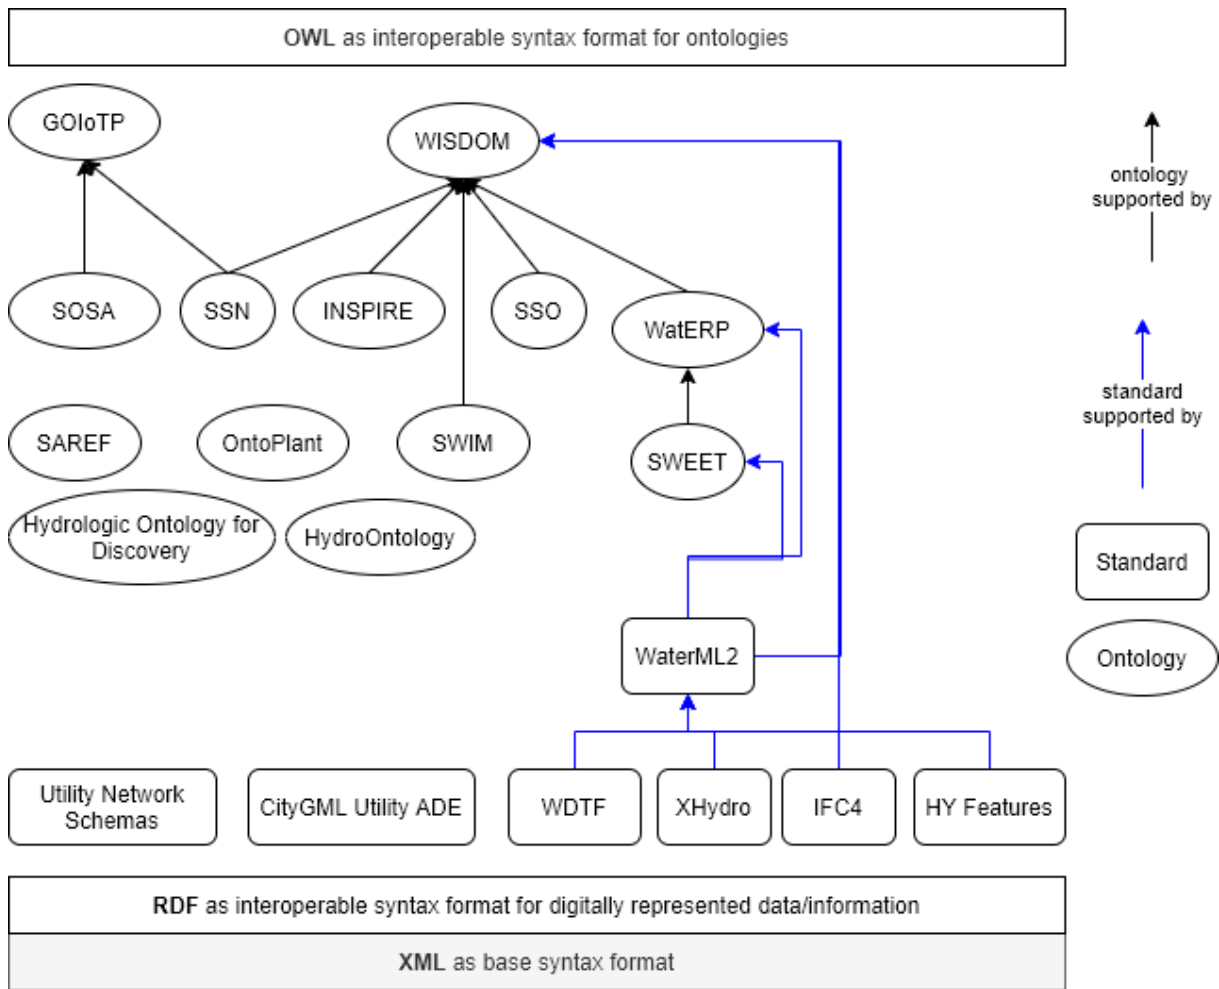 OWL as interoperable syntax format for ontologies
GOIoTP
WISDOM
ontology
supported by
SOSA
SSN
INSPIRE
SSO
WatERP
standard
supported by
SAREF
OntoPlant
SWIM
SWEET
Hydrologic Ontology for
Discovery
HydroOntology
Standard
WaterML2
Ontology
Utility Network
Schemas
CityGML Utility ADE
WDTF
XHydro
IFC4
HY Features
RDF as interoperable syntax format for digitally represented data/information
XML as base syntax format